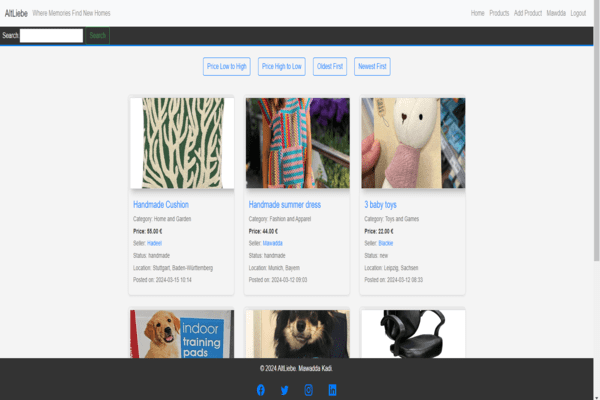 AltLiebe Where Memories Find New Homes Home Products Add Product Mawdda Logout
Search Search
Price Low to High Price High to Low Oldest First Newest First
Handmade Cushion
Category: Home and Garden
Price: 55.00 €
Seller: Hadeel
Status: handmade
Location: Stuttgart, Baden-Württemberg
Posted on: 2024-03-15 10:14
Handmade summer dress
Category: Fashion and Apparel
Price: 44.00 €
Seller: Mawadda
Status: handmade
Location: Munich, Bayern
Posted on: 2024-03-12 09:03
3 baby toys
Category: Toys and Games
Price: 22.00 €
Status: new
Location: Leipzig, Sachsen
Posted on: 2024-03-12 08:33
indoor
training
pads
© 2024 AltLiebe. Mawadda Kadi.